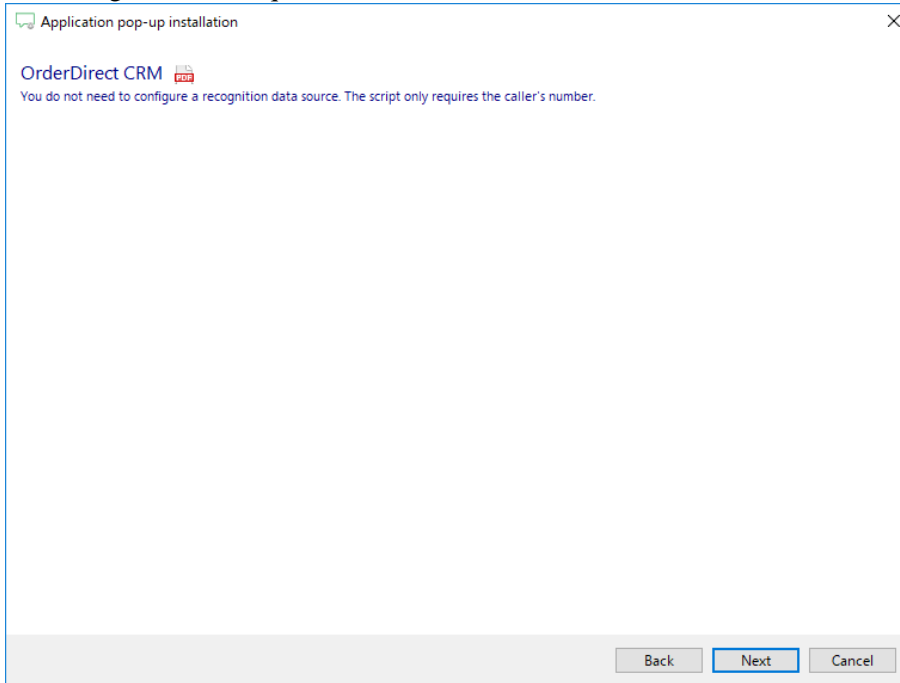 Application pop-up installation
OrderDirect CRM PDF
You do not need to configure a recognition data source. The script only requires the caller's number.
Back Next Cancel